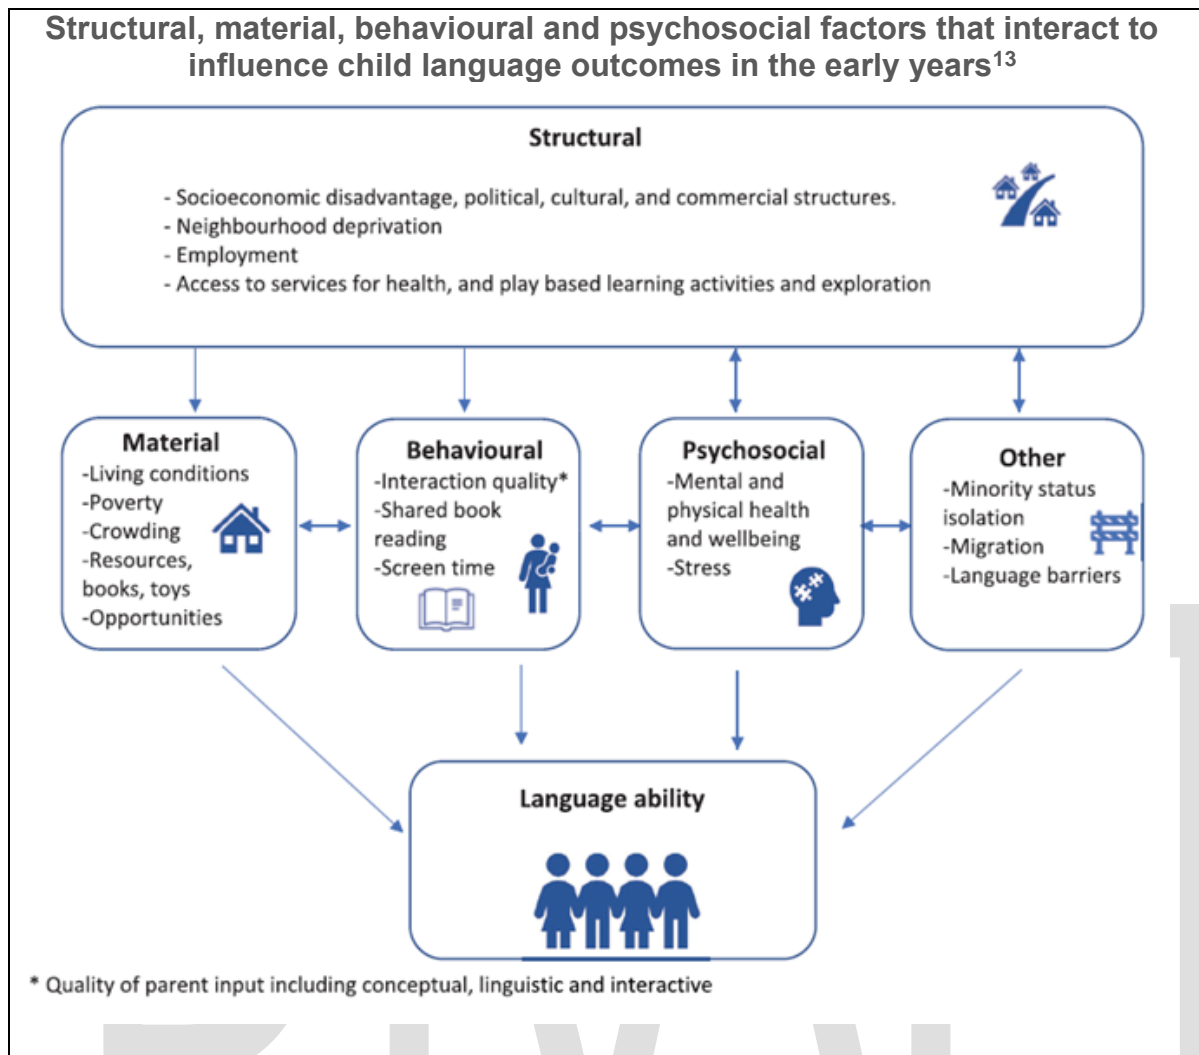 Structural, material, behavioural and psychosocial factors that interact to
influence child language outcomes in the early years¹³
Structural
- Socioeconomic disadvantage, political, cultural, and commercial structures.
- Neighbourhood deprivation
- Employment
- Access to services for health, and play based learning activities and exploration
Material
-Living conditions
-Poverty
-Crowding
-Resources,
books, toys
-Opportunities
Behavioural
-Interaction quality*
-Shared book
reading
-Screen time
Psychosocial
-Mental and
physical health
and wellbeing
-Stress
Other
-Minority status
isolation
-Migration
-Language barriers
Language ability
* Quality of parent input including conceptual, linguistic and interactive